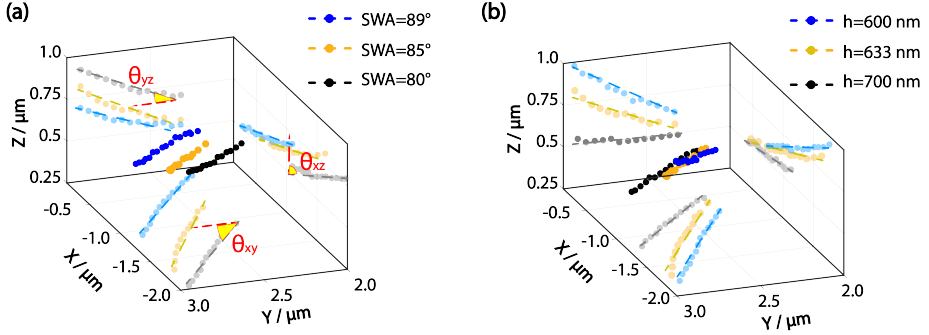 (a)
SWA=89°
SWA=85°
SWA=80°
1.0
0.75
0.5
0.25
Z / µm
θyz
θxz
θxy
-0.5
-1.0
-1.5
-2.0
X / µm
3.0
2.5
2.0
Y / µm
(b)
h=600 nm
h=633 nm
h=700 nm
1.0
0.75
0.5
0.25
Z / µm
-0.5
-1.0
-1.5
-2.0
X / µm
3.0
2.5
2.0
Y / µm